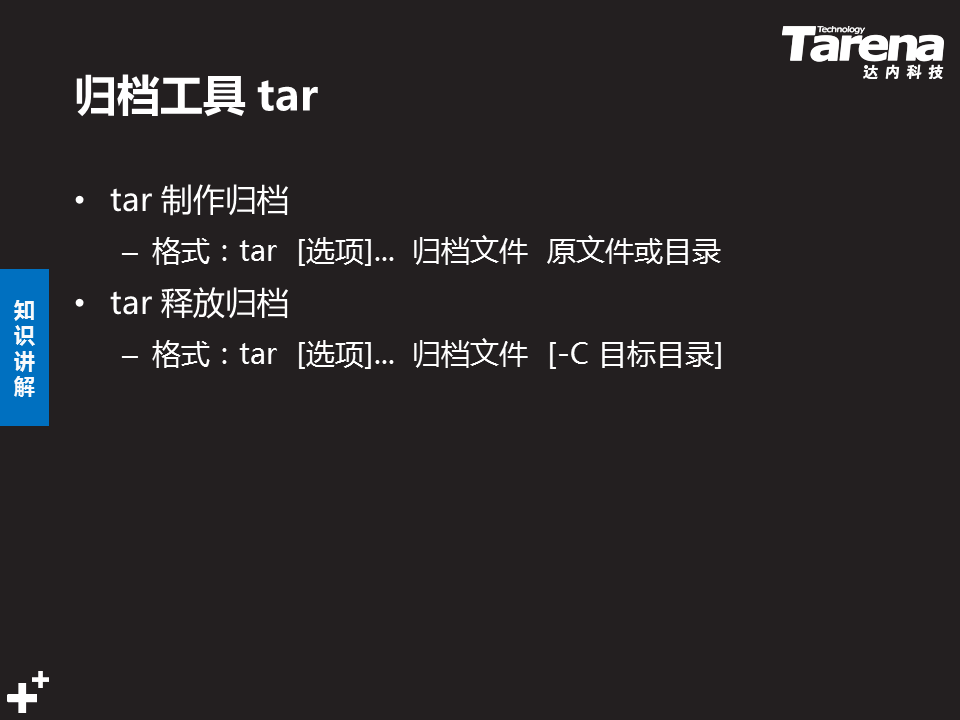 Technology
Tarena
达内科技
归档工具 tar
• tar 制作归档
– 格式：tar [选项]... 归档文件 原文件或目录
• tar 释放归档
– 格式：tar [选项]... 归档文件 [-C 目标目录]
知
识
讲
解